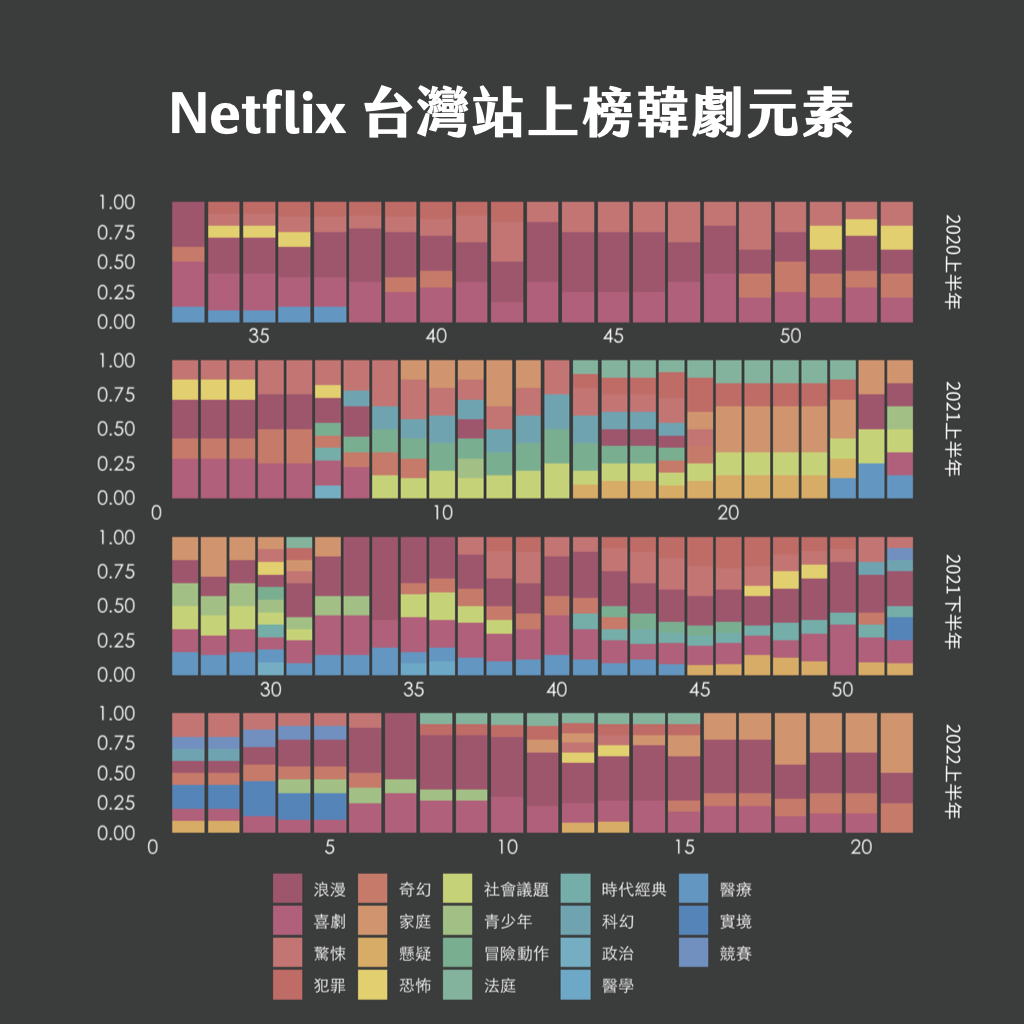 Netflix 台灣站上榜韓劇元素
1.00
0.75
0.50
0.25
0.00
35 40 45 50
2020上半年
1.00
0.75
0.50
0.25
0.00
0 10 20
2021上半年
1.00
0.75
0.50
0.25
0.00
30 35 40 45 50
2021下半年
1.00
0.75
0.50
0.25
0.00
0 5 10 15 20
2022上半年
浪漫 奇幻 社會議題 時代經典 醫療
喜劇 家庭 青少年 科幻 實境
驚悚 懸疑 冒險動作 政治 競賽
犯罪 恐怖 法庭 醫學